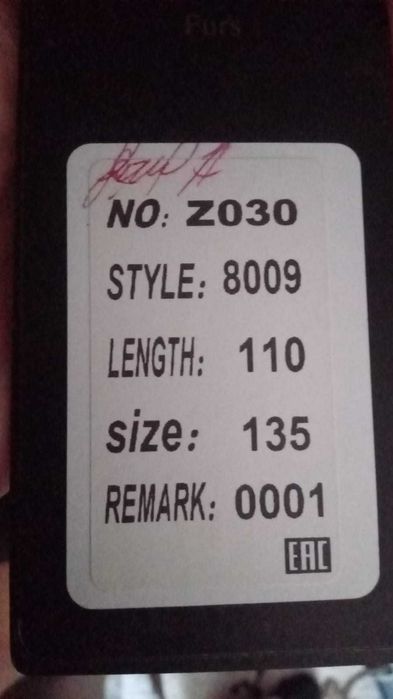 Furs
NO: Z030
STYLE: 8009
LENGTH: 110
size: 135
REMARK: 0001
EAC